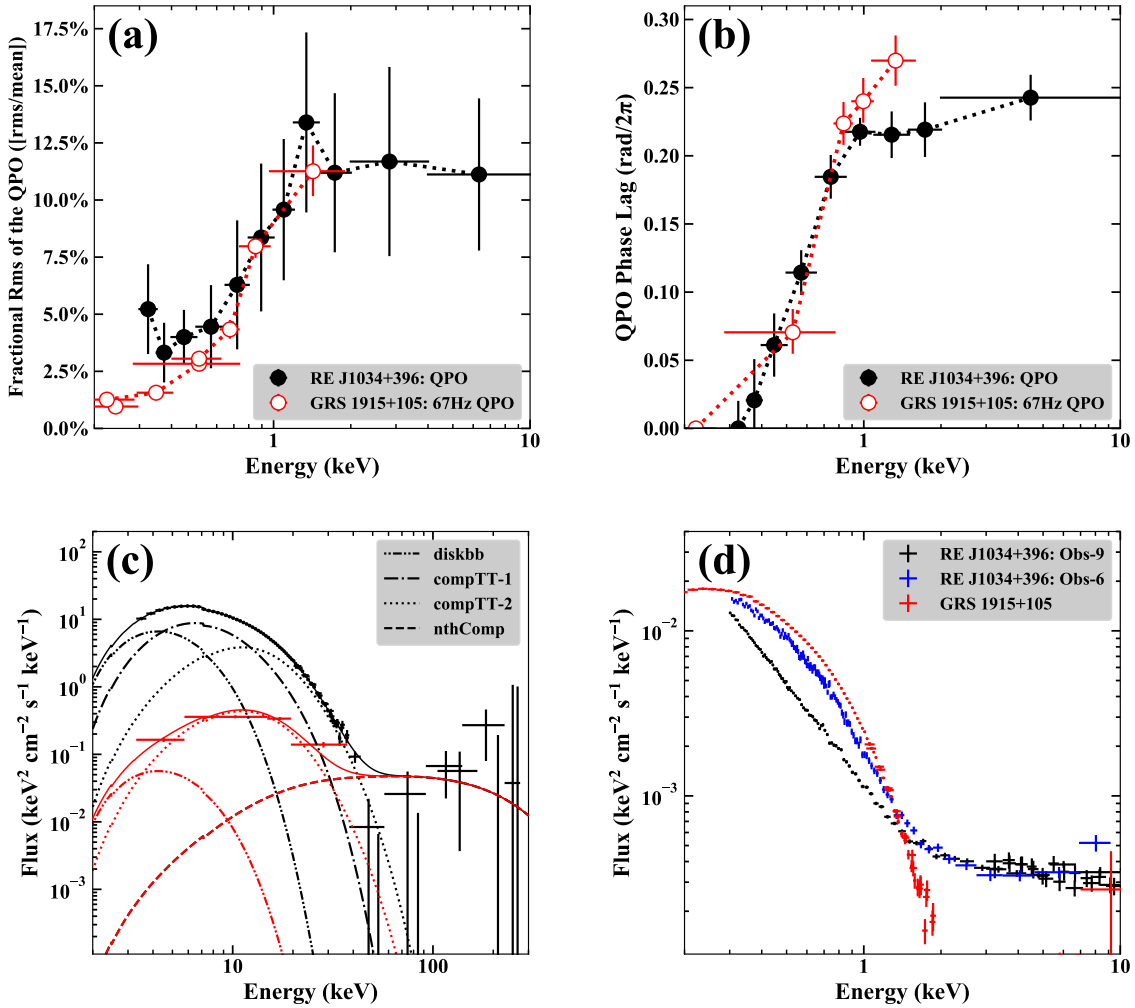 (a)
17.5%
15.0%
12.5%
10.0%
7.5%
5.0%
2.5%
0.0%
Fractional Rms of the QPO ([rms/mean])
RE J1034+396: QPO
GRS 1915+105: 67Hz QPO
1
10
Energy (keV)
(b)
0.30
0.25
0.20
0.15
0.10
0.05
0.00
QPO Phase Lag (rad/2π)
RE J1034+396: QPO
GRS 1915+105: 67Hz QPO
1
10
Energy (keV)
(c)
10²
10¹
10⁰
10⁻¹
10⁻²
10⁻³
Flux (keV² cm⁻² s⁻¹ keV⁻¹)
diskbb
compTT-1
compTT-2
nthComp
10
100
Energy (keV)
(d)
10⁻²
10⁻³
Flux (keV² cm⁻² s⁻¹ keV⁻¹)
RE J1034+396: Obs-9
RE J1034+396: Obs-6
GRS 1915+105
1
10
Energy (keV)